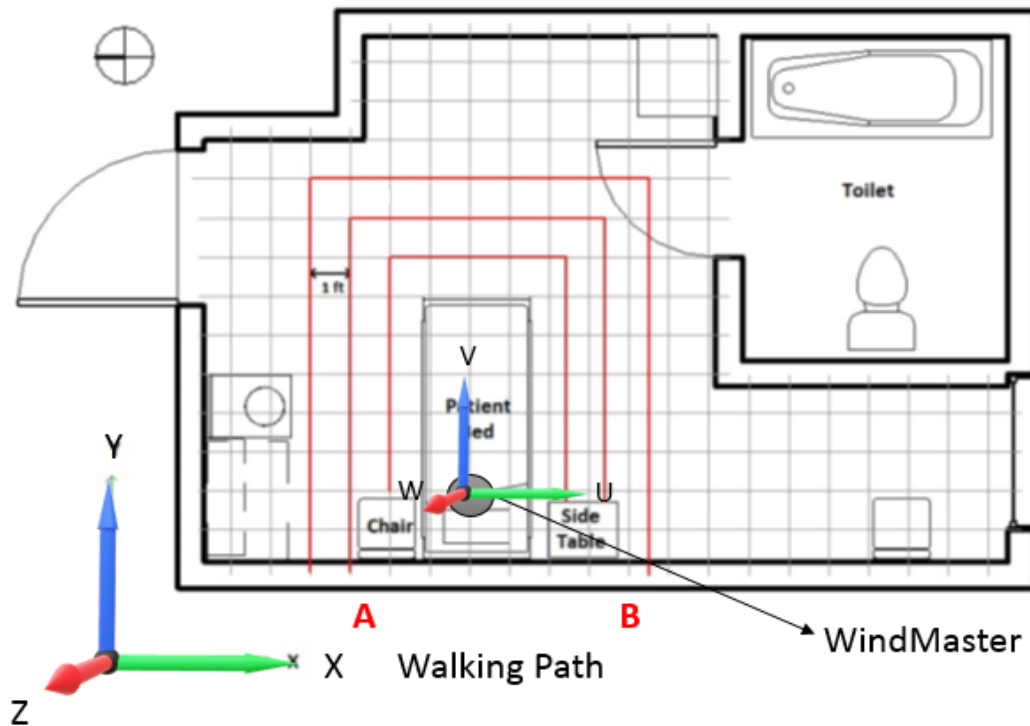 Toilet
1 ft
V
Patient
Bed
W
U
Y
Chair
Side
Table
A
B
WindMaster
X
X
Walking Path
Z